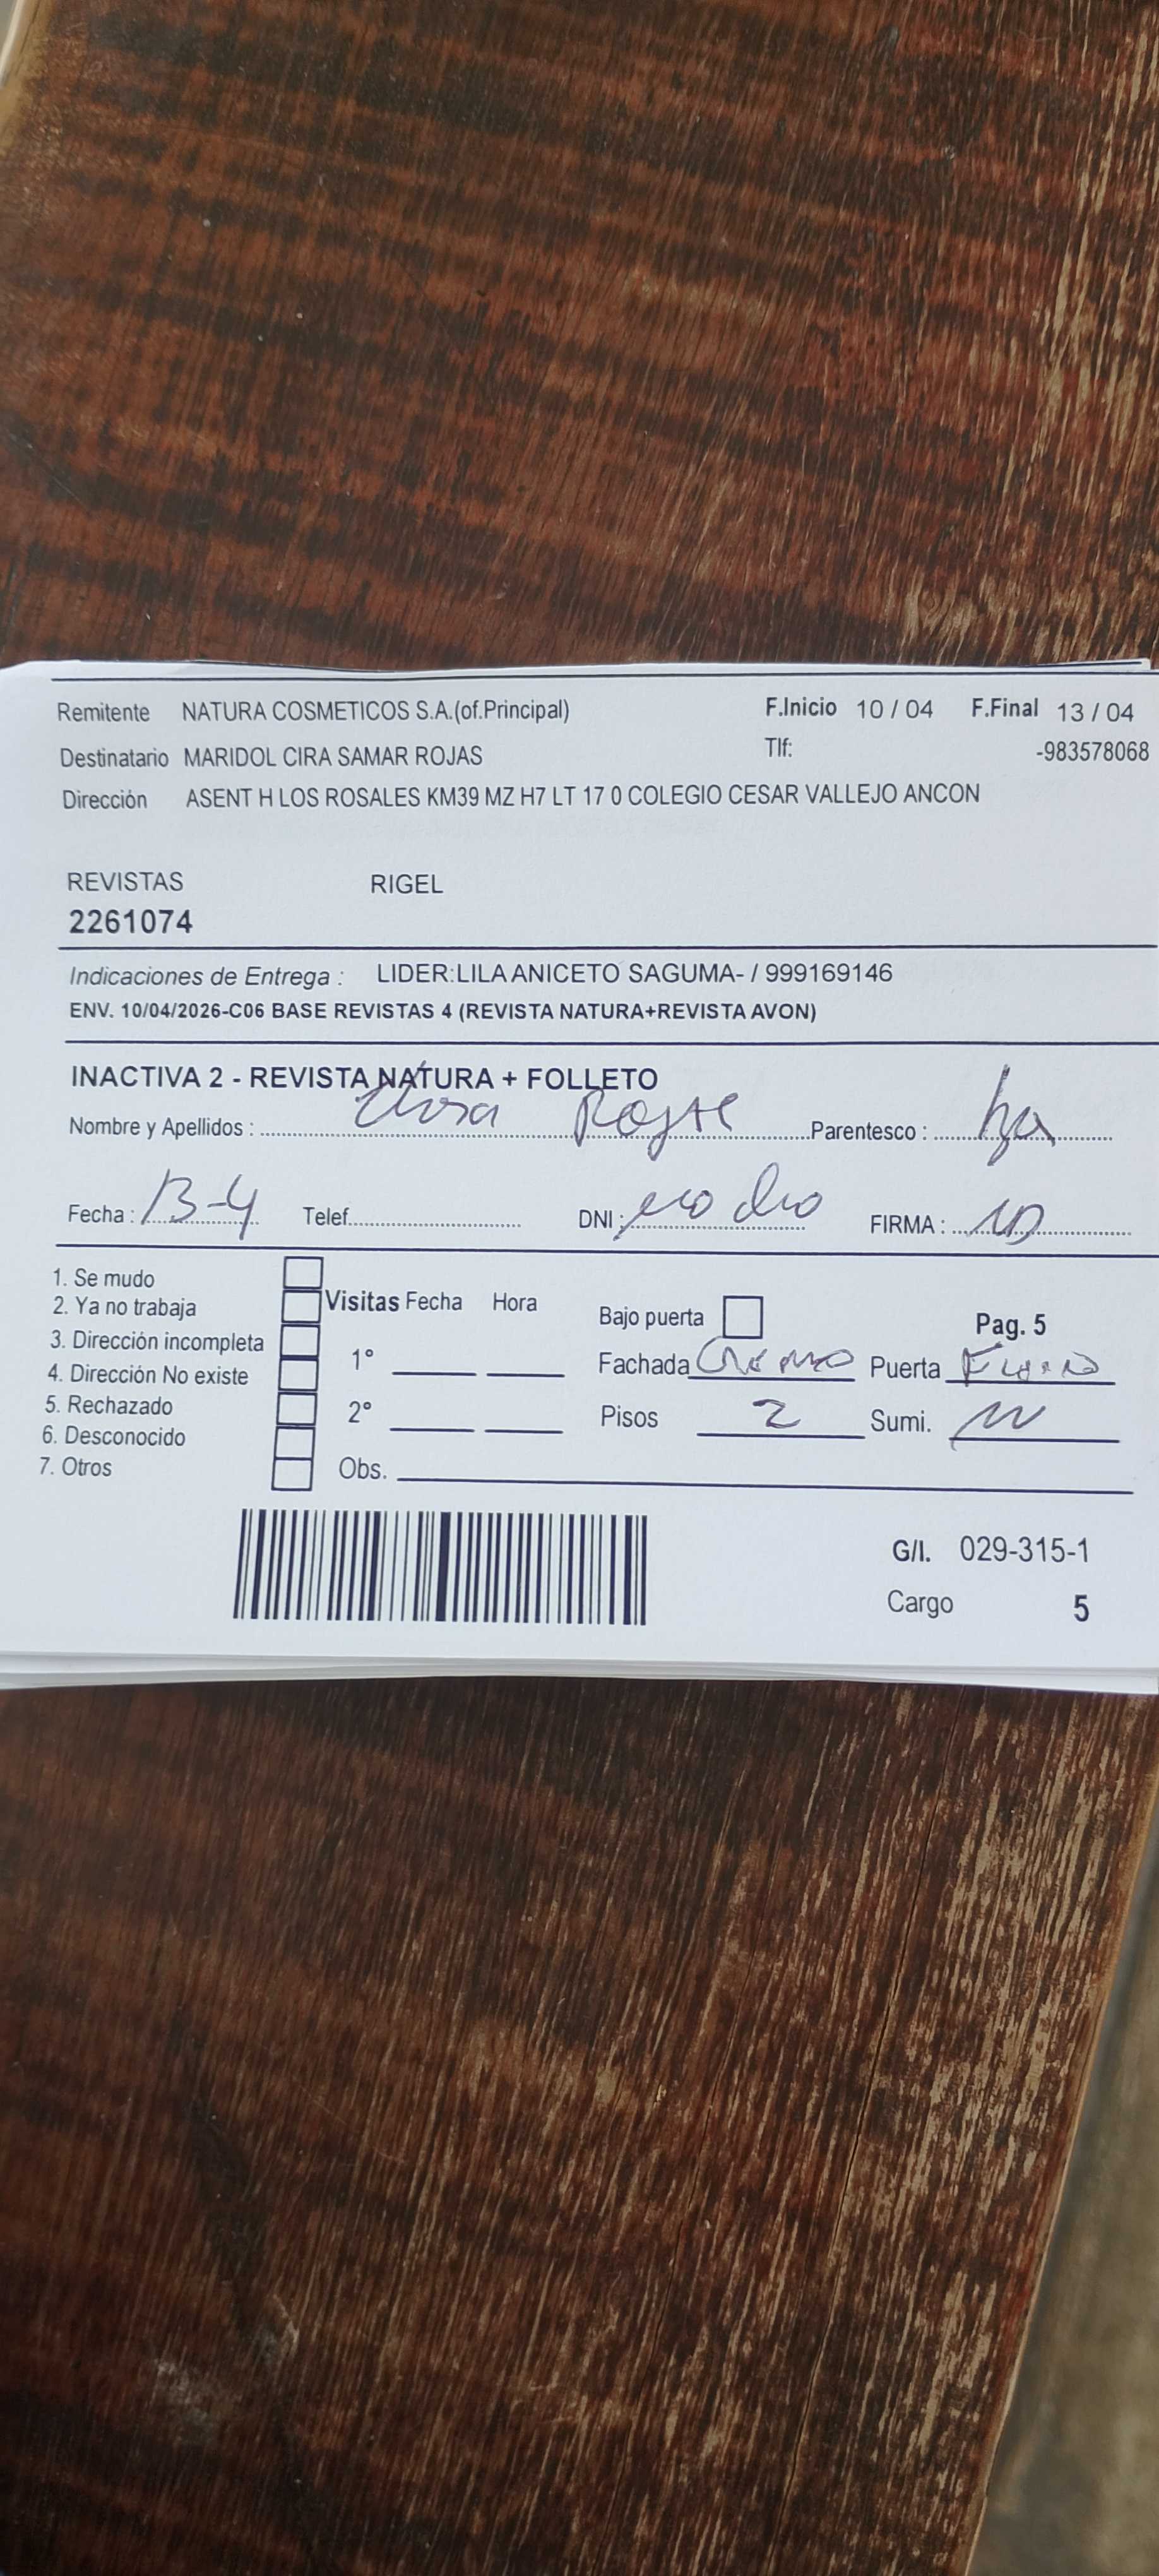 Remitente NATURA COSMETICOS S.A.(of.Principal) F.Inicio 10 / 04 F.Final 13 / 04
Destinatario MARIDOL CIRA SAMAR ROJAS Tlf: -983578068
Dirección ASENT H LOS ROSALES KM39 MZ H7 LT 17 0 COLEGIO CESAR VALLEJO ANCON
REVISTAS RIGEL
2261074
Indicaciones de Entrega : LIDER:LILA ANICETO SAGUMA- / 999169146
ENV. 10/04/2026-C06 BASE REVISTAS 4 (REVISTA NATURA+REVISTA AVON)
INACTIVA 2 - REVISTA NATURA + FOLLETO
Nombre y Apellidos : Parentesco :
Fecha : 13-4 Telef. DNI : FIRMA :
1. Se mudo
2. Ya no trabaja Visitas Fecha Hora Bajo puerta Pag. 5
3. Dirección incompleta
4. Dirección No existe 1° Fachada Cremo Puerta
5. Rechazado 2° Pisos 2 Sumi.
6. Desconocido
7. Otros Obs.
G/I. 029-315-1
Cargo 5